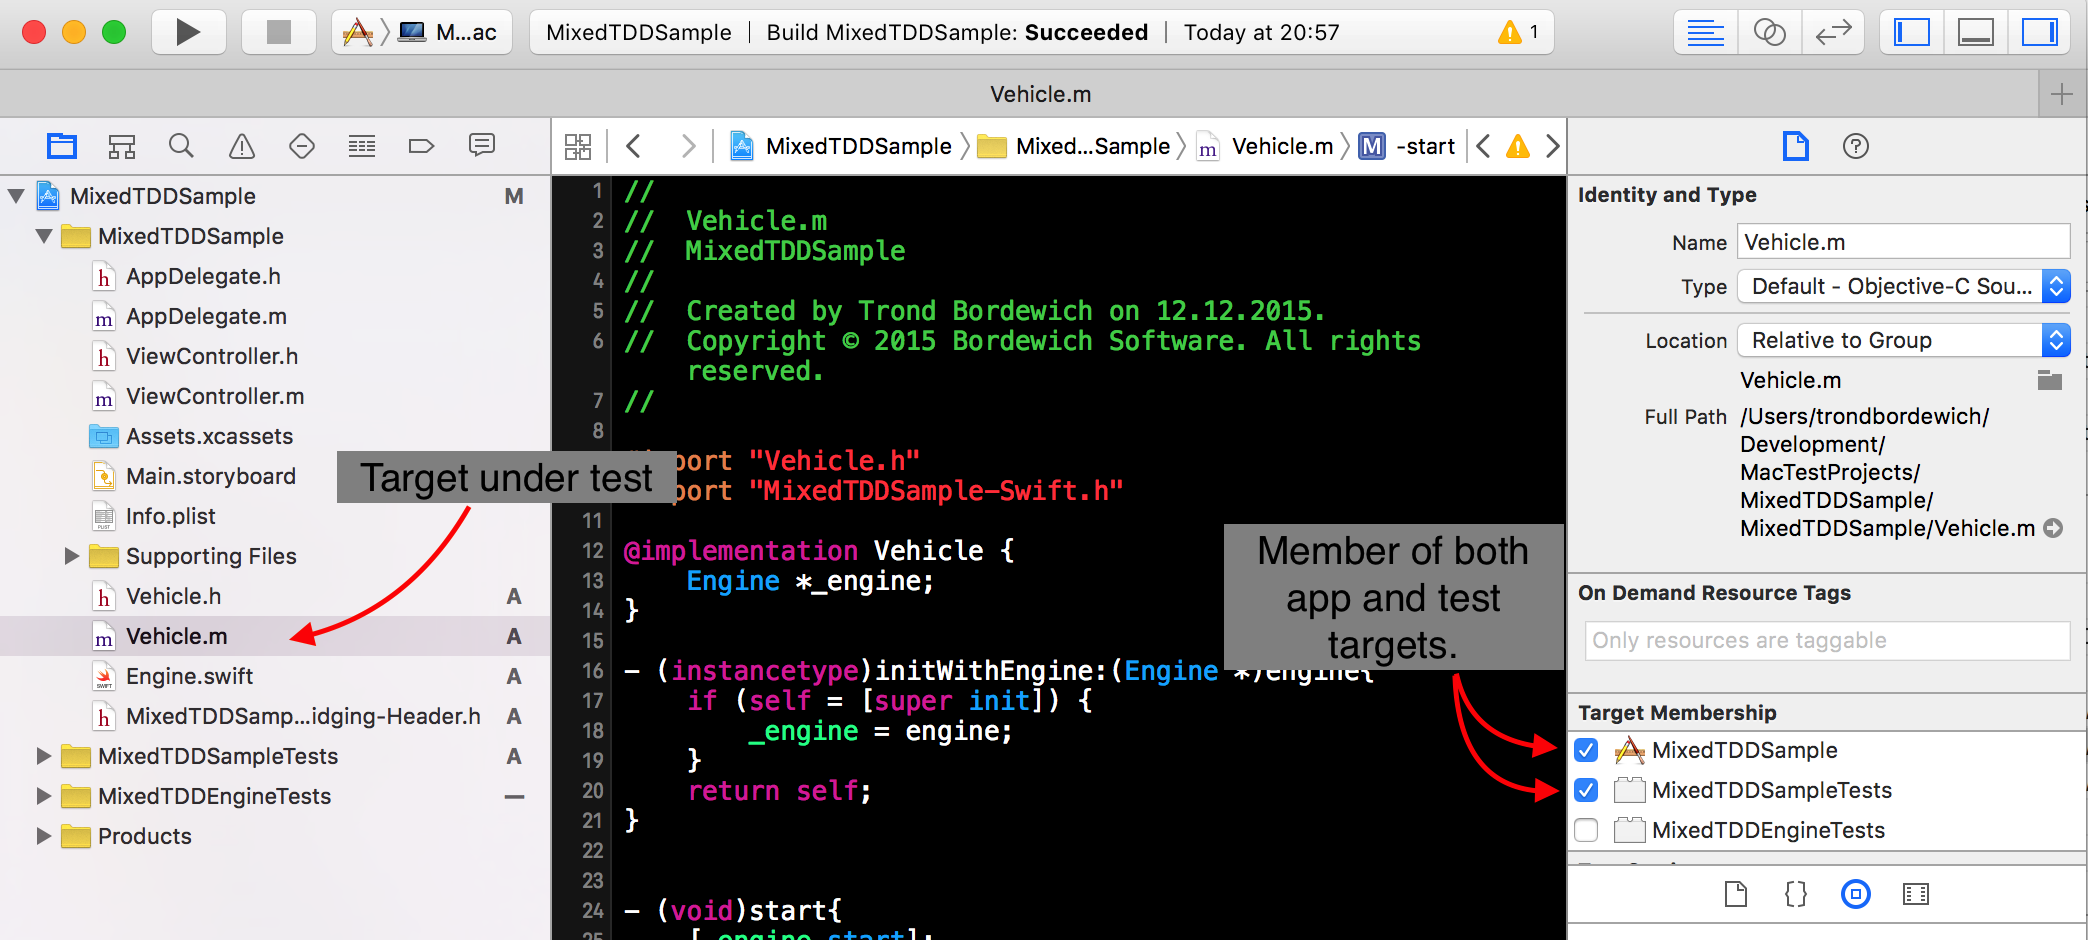 M...ac
MixedTDDSample | Build MixedTDDSample: Succeeded | Today at 20:57
1
Vehicle.m
MixedTDDSample 〉 Mixed...Sample 〉 Vehicle.m 〉 M -start
MixedTDDSample M
MixedTDDSample
AppDelegate.h
AppDelegate.m
ViewController.h
ViewController.m
Assets.xcassets
Main.storyboard
Info.plist
Supporting Files
Vehicle.h A
Vehicle.m A
Engine.swift A
MixedTDDSamp...idging-Header.h A
MixedTDDSampleTests A
MixedTDDEngineTests —
Products
Target under test
1 //
2 //  Vehicle.m
3 //  MixedTDDSample
4 //
5 //  Created by Trond Bordewich on 12.12.2015.
6 //  Copyright © 2015 Bordewich Software. All rights
reserved.
7 //
8
port "Vehicle.h"
port "MixedTDDSample-Swift.h"
11
12 @implementation Vehicle {
13     Engine *_engine;
14 }
15
16 - (instancetype)initWithEngine:(Engine *)engine{
17     if (self = [super init]) {
18         _engine = engine;
19     }
20     return self;
21 }
22
23
24 - (void)start{
25     [_engine start];
Member of both
app and test
targets.
Identity and Type
Name Vehicle.m
Type Default - Objective-C Sou...
Location Relative to Group
Vehicle.m
Full Path /Users/trondbordewich/
Development/
MacTestProjects/
MixedTDDSample/
MixedTDDSample/Vehicle.m
On Demand Resource Tags
Only resources are taggable
Target Membership
MixedTDDSample
MixedTDDSampleTests
MixedTDDEngineTests